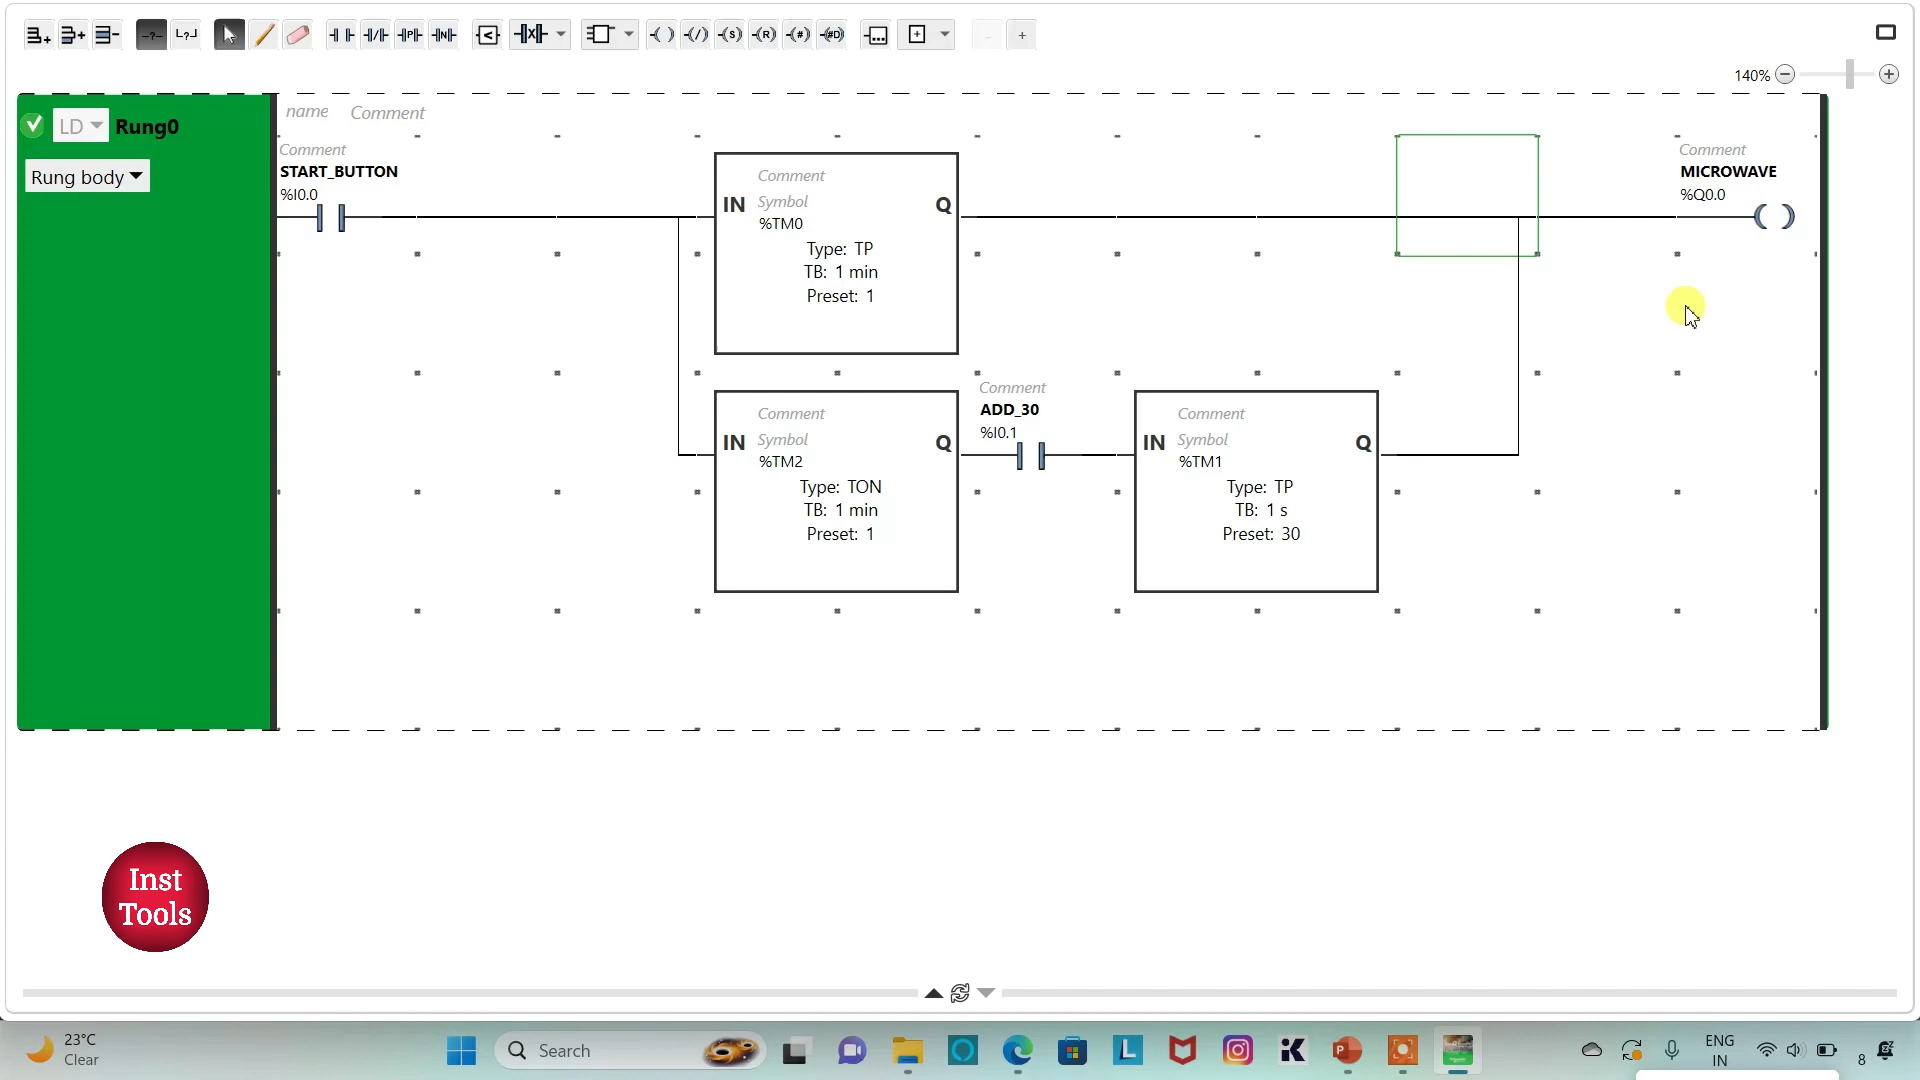 140%
LD Rung0
Rung body
name Comment
Comment
START_BUTTON
%I0.0
Comment
Symbol
IN
Q
%TM0
Type: TP
TB: 1 min
Preset: 1
Comment
MICROWAVE
%Q0.0
Comment
Symbol
IN
Q
%TM2
Type: TON
TB: 1 min
Preset: 1
Comment
ADD_30
%I0.1
Comment
Symbol
IN
Q
%TM1
Type: TP
TB: 1 s
Preset: 30
Inst
Tools
23°C
Clear
Search
ENG
IN
8